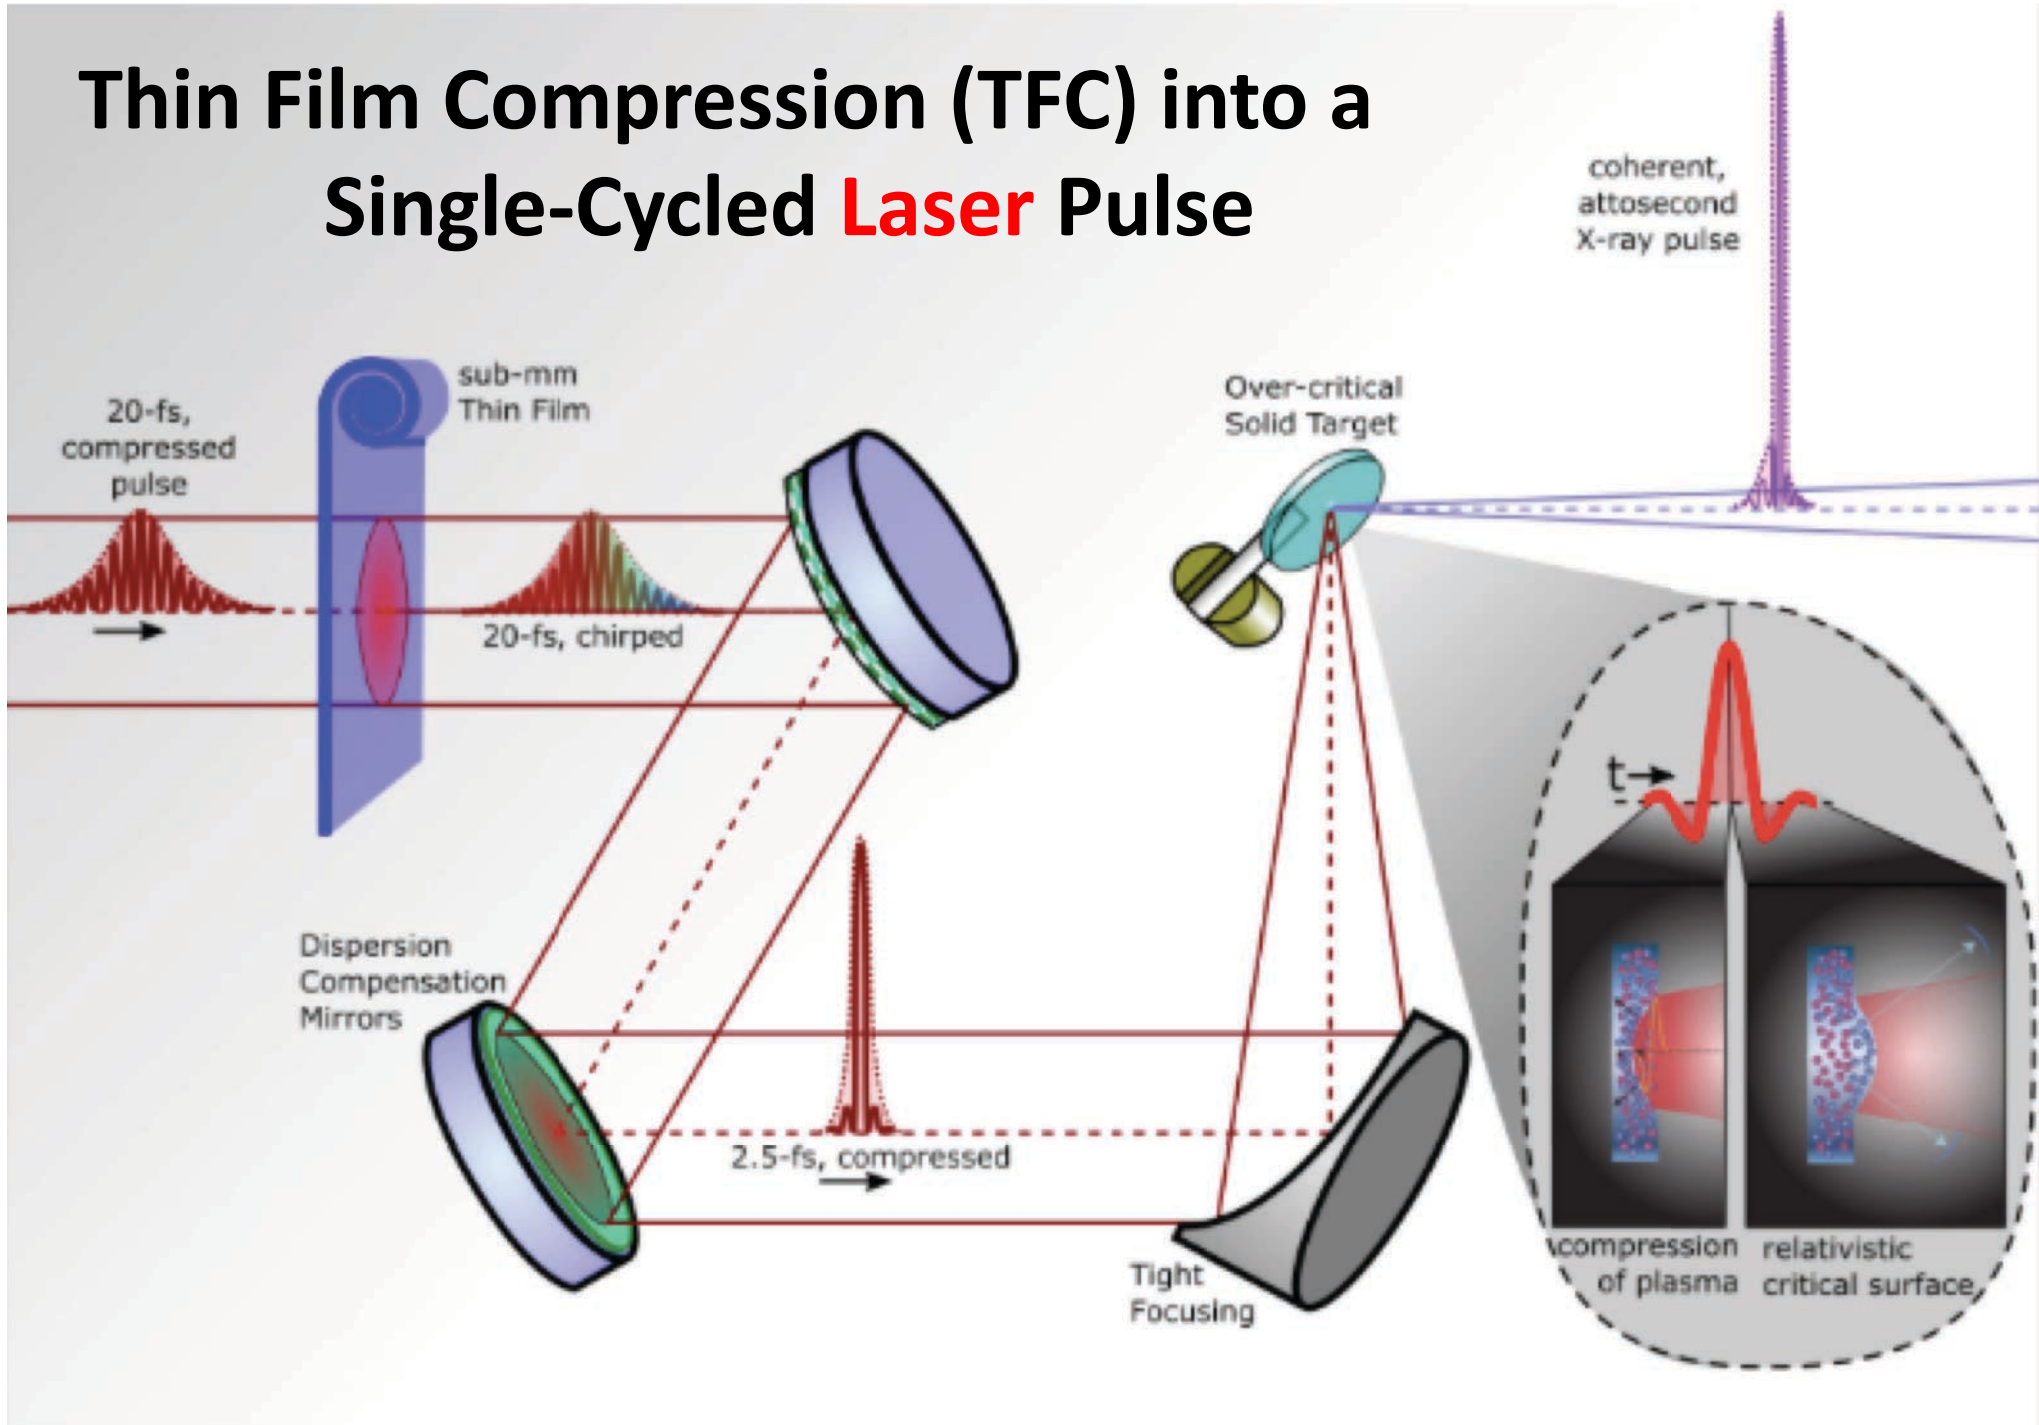 Thin Film Compression (TFC) into a
Single-Cycled Laser Pulse
coherent,
attosecond
X-ray pulse
sub-mm
Thin Film
20-fs,
compressed
pulse
Over-critical
Solid Target
20-fs, chirped
t
Dispersion
Compensation
Mirrors
2.5-fs, compressed
Tight
Focusing
compression
of plasma
relativistic
critical surface